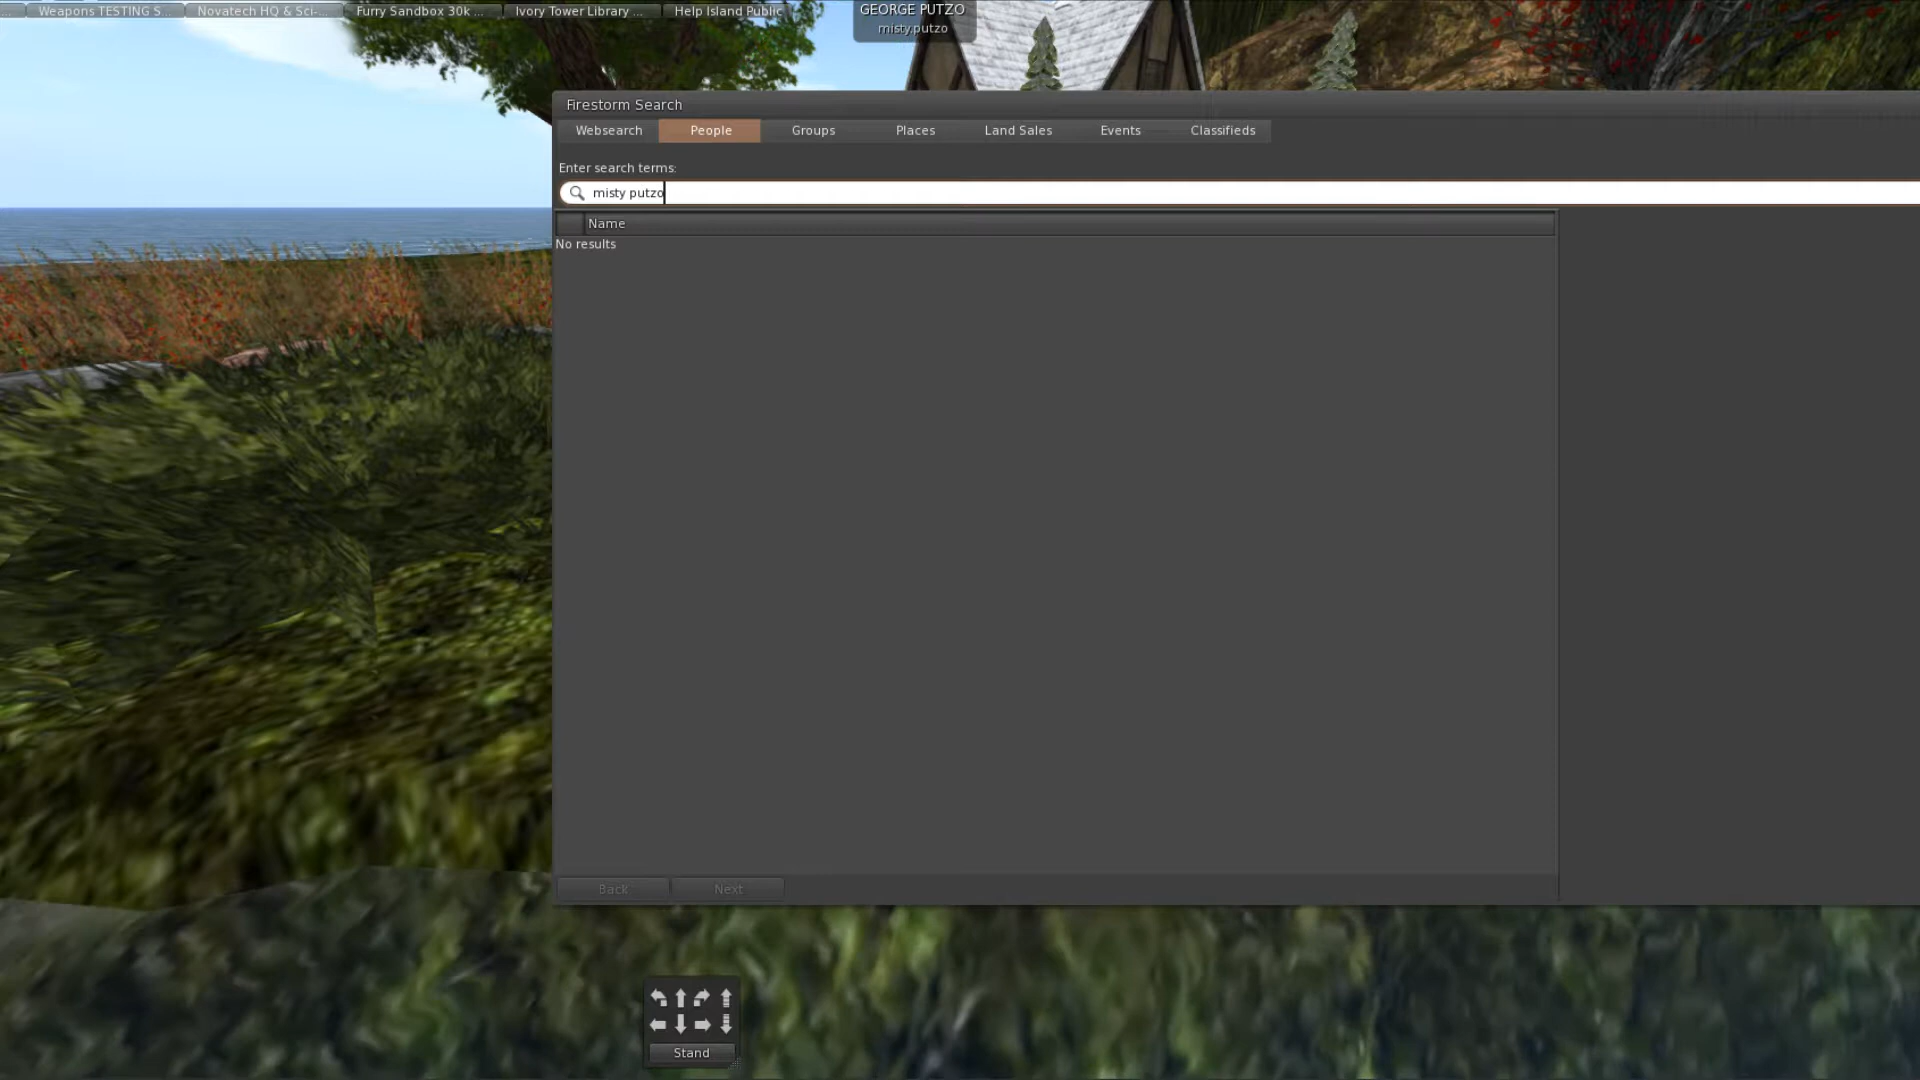 ... Weapons TESTING S... Novatech HQ & Sci-... Furry Sandbox 30k ... Ivory Tower Library ... Help Island Public
GEORGE PUTZO
misty.putzo
Firestorm Search
Websearch People Groups Places Land Sales Events Classifieds
Enter search terms:
misty putzo
Name
No results
Back Next
Stand